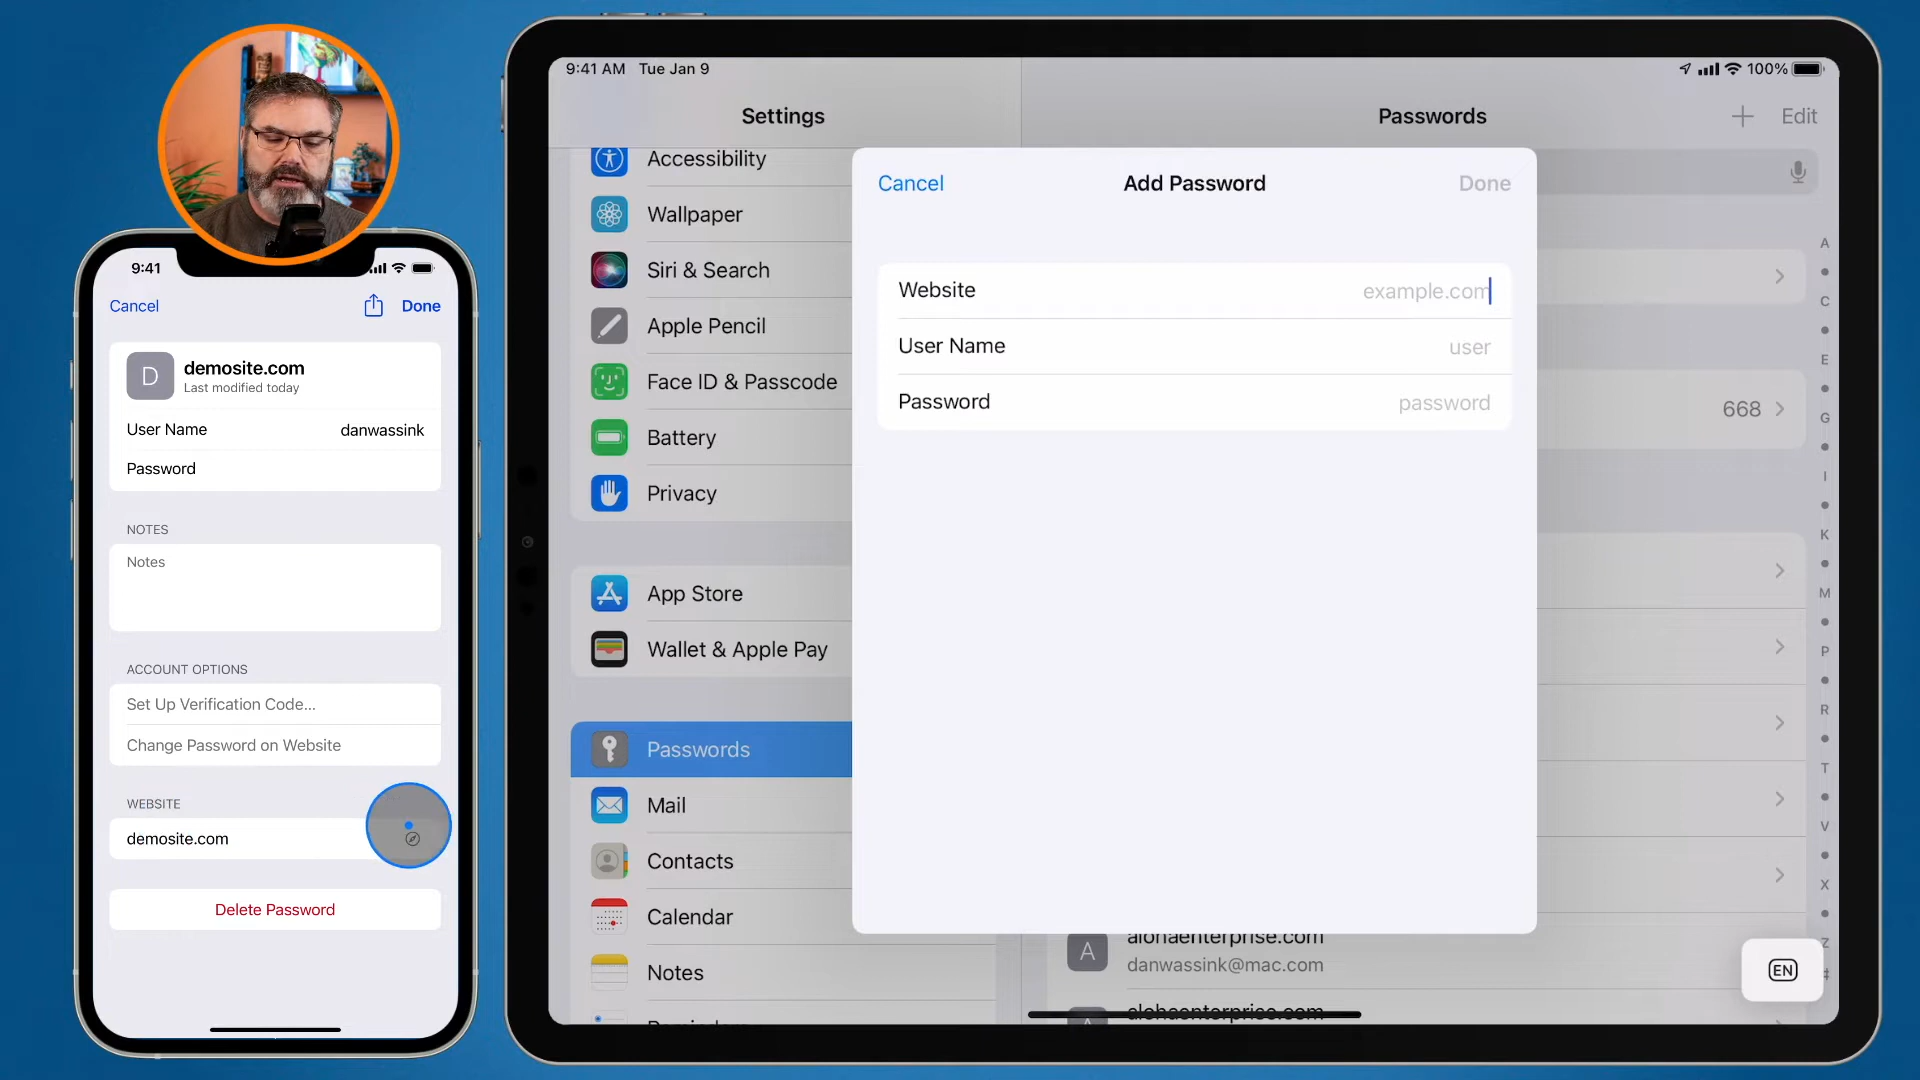 9:41
Cancel
Done
D
demosite.com
Last modified today
User Name danwassink
Password
NOTES
Notes
ACCOUNT OPTIONS
Set Up Verification Code...
Change Password on Website
WEBSITE
demosite.com
Delete Password
9:41 AM Tue Jan 9
100%
Settings
Accessibility
Wallpaper
Siri & Search
Apple Pencil
Face ID & Passcode
Battery
Privacy
App Store
Wallet & Apple Pay
Passwords
Mail
Contacts
Calendar
Notes
Passwords
Edit
Cancel
Add Password
Done
Website example.com
User Name user
Password password
668
A
alohaenterprise.com
danwassink@mac.com
alohaenterprise.com
A
C
E
G
I
K
M
P
R
T
V
X
Z
#
EN